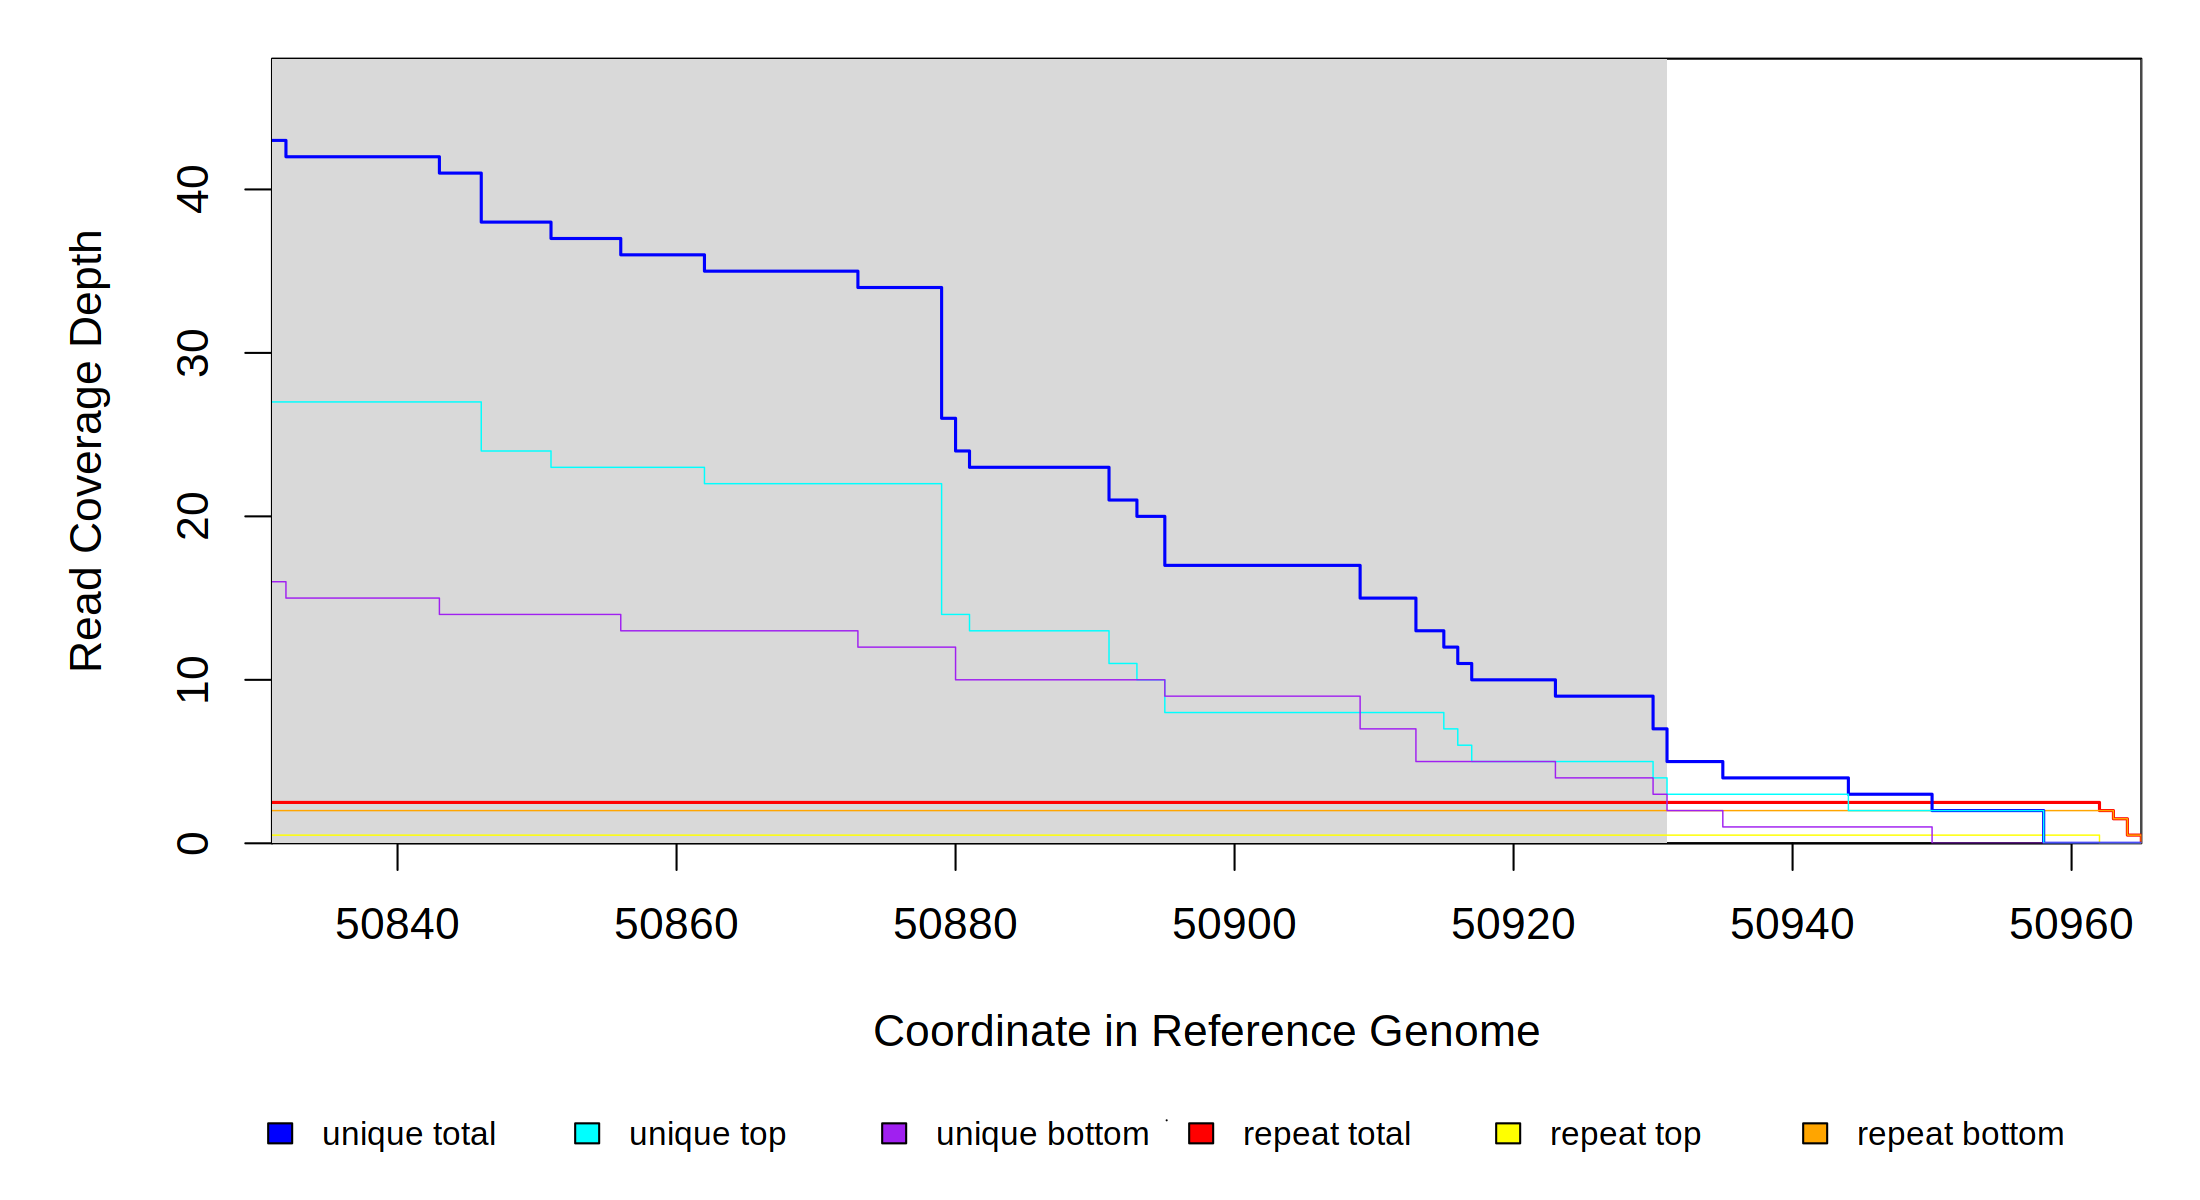 Read Coverage Depth
40
30
20
10
0
50840 50860 50880 50900 50920 50940 50960
Coordinate in Reference Genome
unique total unique top unique bottom repeat total repeat top repeat bottom